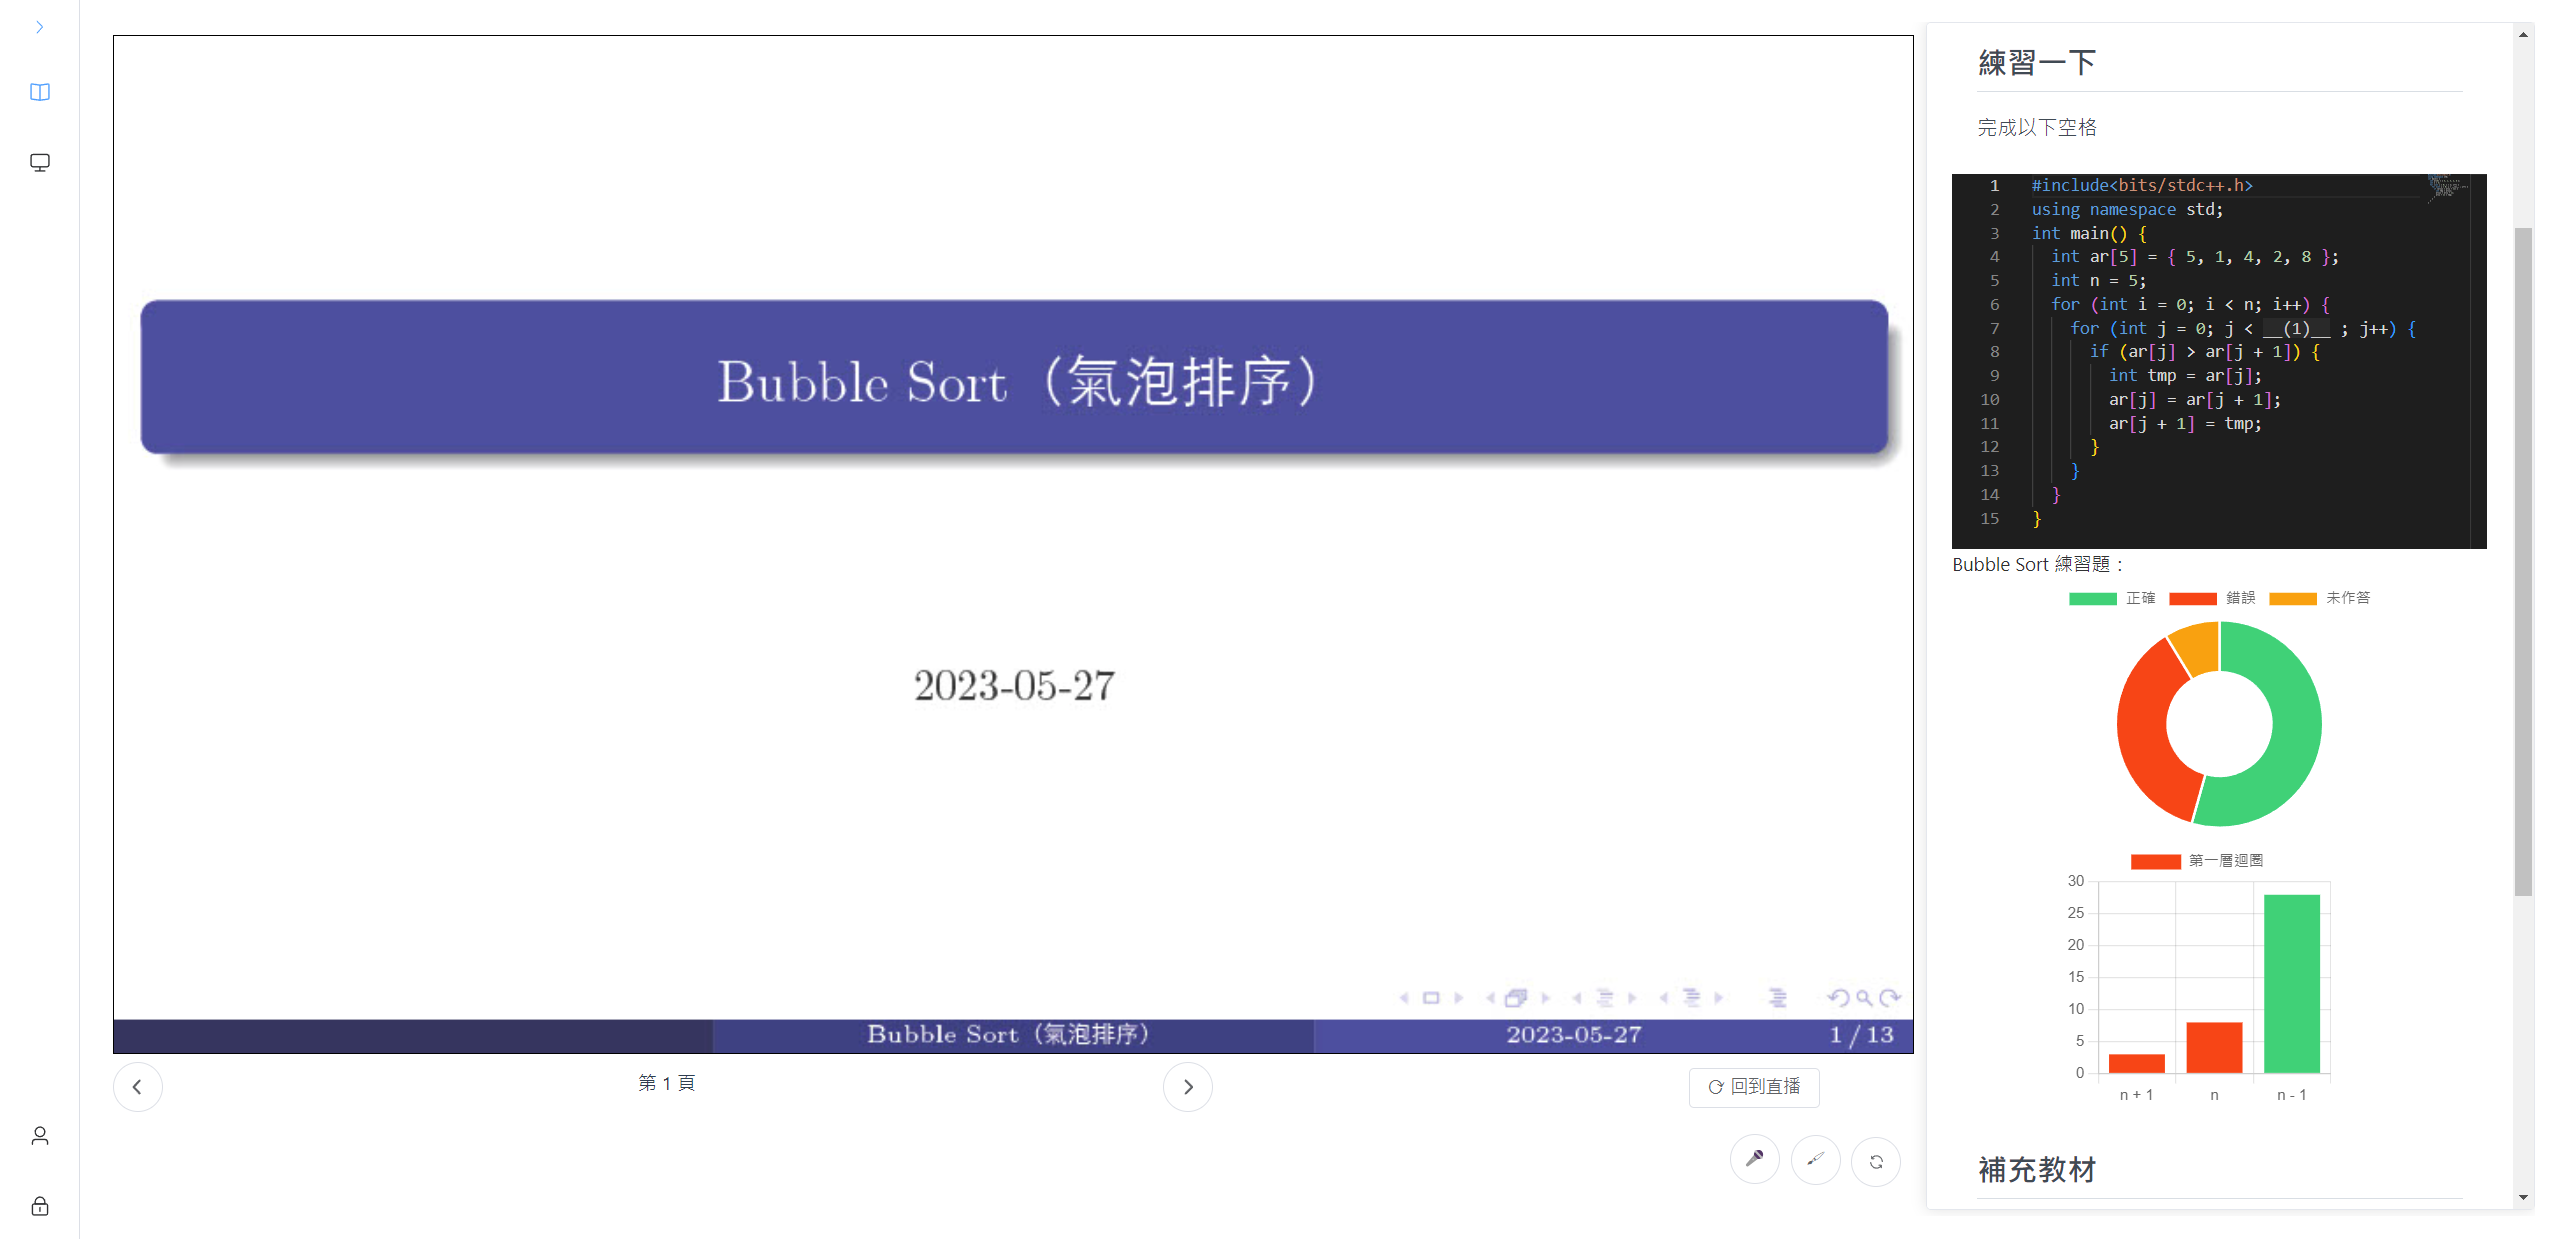 Bubble Sort（氣泡排序）
2023-05-27
Bubble Sort（氣泡排序）
2023-05-27
1 / 13
第 1 頁
回到直播
練習一下
完成以下空格
1 #include<bits/stdc++.h>
2 using namespace std;
3 int main() {
4 int ar[5] = { 5, 1, 4, 2, 8 };
5 int n = 5;
6 for (int i = 0; i < n; i++) {
7 for (int j = 0; j < __(1)__ ; j++) {
8 if (ar[j] > ar[j + 1]) {
9 int tmp = ar[j];
10 ar[j] = ar[j + 1];
11 ar[j + 1] = tmp;
12 }
13 }
14 }
15 }
Bubble Sort 練習題：
正確 錯誤 未作答
第一層迴圈
30
25
20
15
10
5
0
n + 1 n n - 1
補充教材